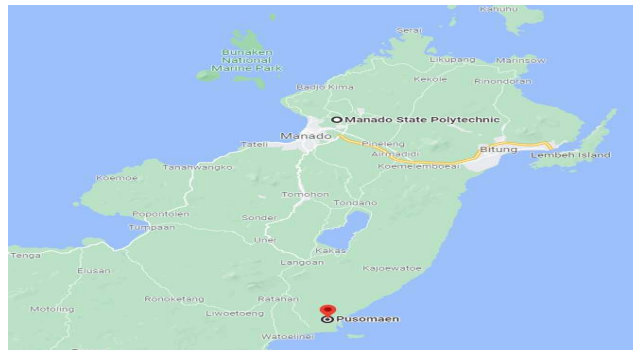 Kahuhu
Serai
Bunaken
National
Marine Park
Likupang
Marinsow
Kekole
Rinondoran
Badjo Kima
Manado State Polytechnic
Manado
Pineleng
Tateli
Airmadidi
Bitung
Lembeh Island
Koemelemboeai
Tananwangko
Koemoe
Tomohon
Tondano
Popontolen
Sonder
Tumpaan
Uner
Kakas
Tenga
Langoan
Kajoewatoe
Elusan
Ronoketang
Ratahan
Motoling
Liwoetoeng
Pusomaen
Watoeliner